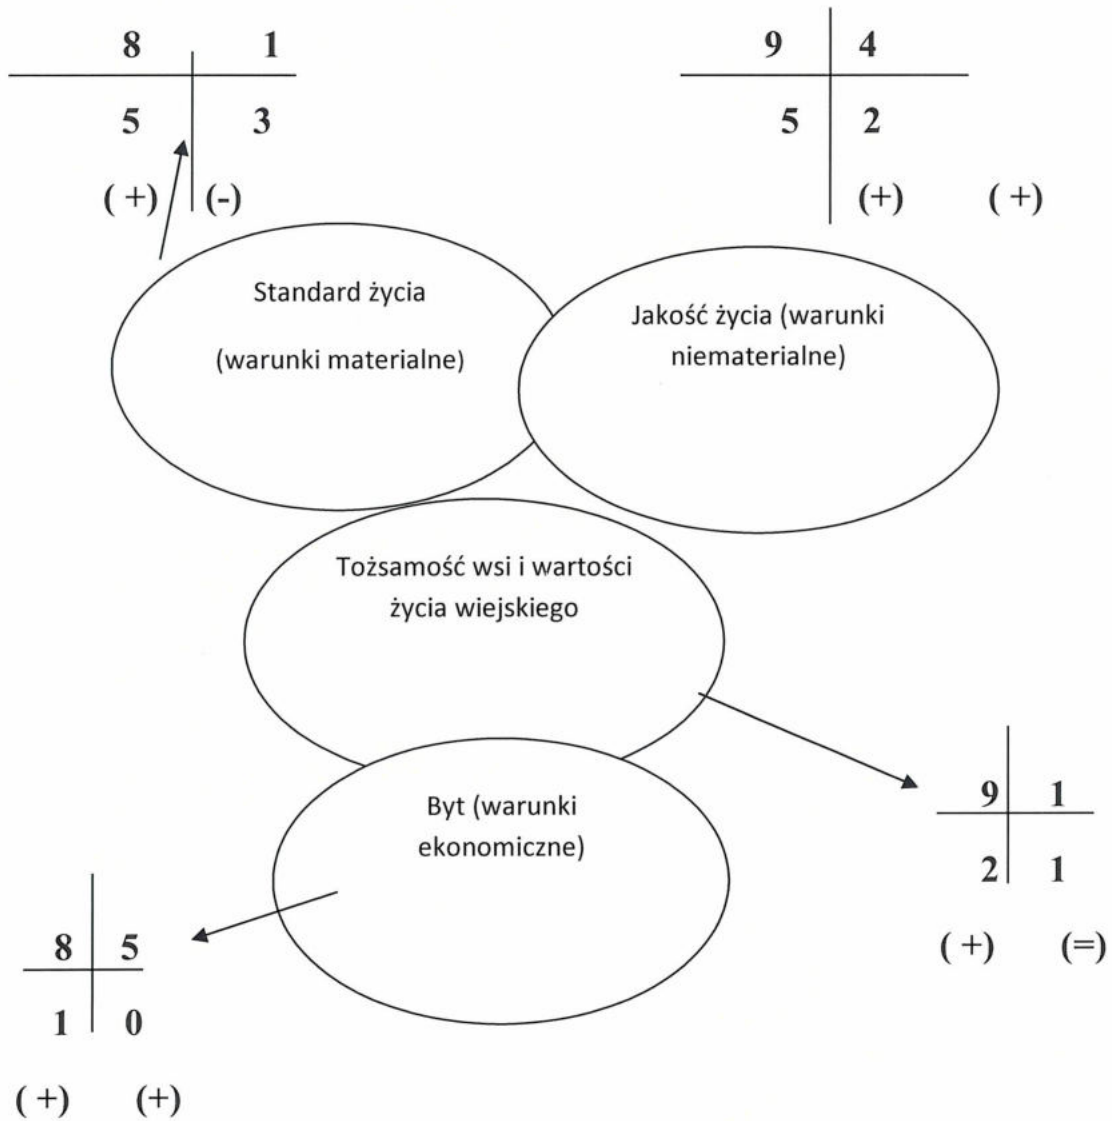 8 1
5 3
( +) (-)
9 4
5 2
(+) ( +)
Standard życia
(warunki materialne)
Jakość życia (warunki
niematerialne)
Tożsamość wsi i wartości
życia wiejskiego
9 1
2 1
( +) (=)
Byt (warunki
ekonomiczne)
8 5
1 0
( +) (+)